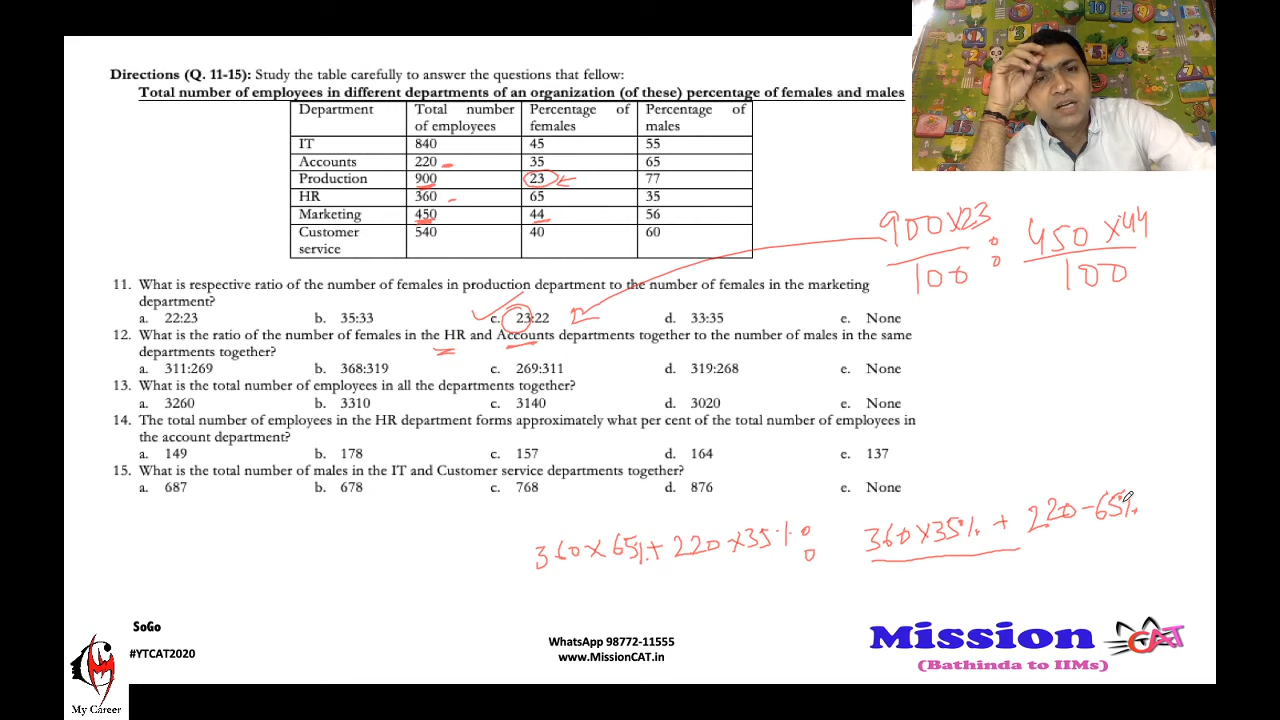 Directions (Q. 11-15): Study the table carefully to answer the questions that fellow:
Total number of employees in different departments of an organization (of these) percentage of females and males
Department Total number of employees Percentage of females Percentage of males
IT 840 45 55
Accounts 220 35 65
Production 900 23 77
HR 360 65 35
Marketing 450 44 56
Customer service 540 40 60
900x23 : 450x44
100 100
11. What is respective ratio of the number of females in production department to the number of females in the marketing
department?
a. 22:23 b. 35:33 c. 23:22 d. 33:35 e. None
12. What is the ratio of the number of females in the HR and Accounts departments together to the number of males in the same
departments together?
a. 311:269 b. 368:319 c. 269:311 d. 319:268 e. None
13. What is the total number of employees in all the departments together?
a. 3260 b. 3310 c. 3140 d. 3020 e. None
14. The total number of employees in the HR department forms approximately what per cent of the total number of employees in
the account department?
a. 149 b. 178 c. 157 d. 164 e. 137
15. What is the total number of males in the IT and Customer service departments together?
a. 687 b. 678 c. 768 d. 876 e. None
360x65%+220x35% : 360x35% + 220-65%
SoGo
#YTCAT2020
My Career
WhatsApp 98772-11555
www.MissionCAT.in
Mission CAT
(Bathinda to IIMs)